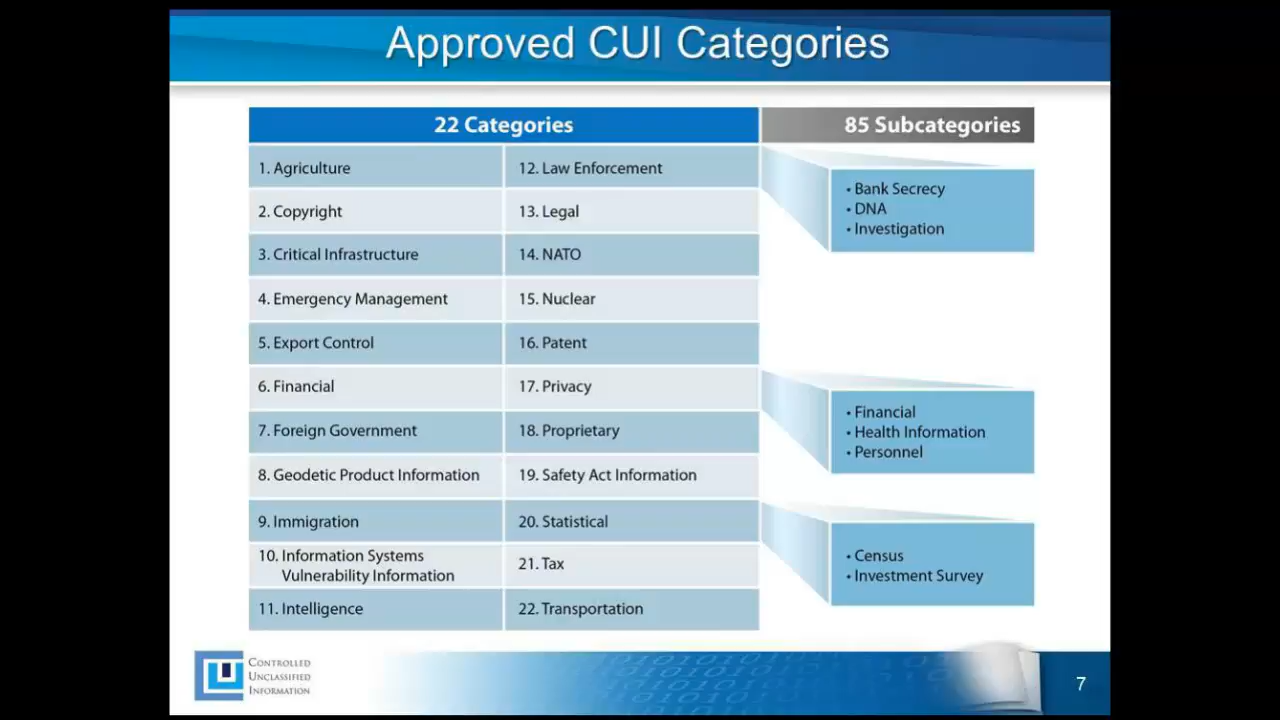 Approved CUI Categories
22 Categories
85 Subcategories
1. Agriculture
2. Copyright
3. Critical Infrastructure
4. Emergency Management
5. Export Control
6. Financial
7. Foreign Government
8. Geodetic Product Information
9. Immigration
10. Information Systems
Vulnerability Information
11. Intelligence
12. Law Enforcement
13. Legal
14. NATO
15. Nuclear
16. Patent
17. Privacy
18. Proprietary
19. Safety Act Information
20. Statistical
21. Tax
22. Transportation
• Bank Secrecy
• DNA
• Investigation
• Financial
• Health Information
• Personnel
• Census
• Investment Survey
CONTROLLED
UNCLASSIFIED
INFORMATION
7